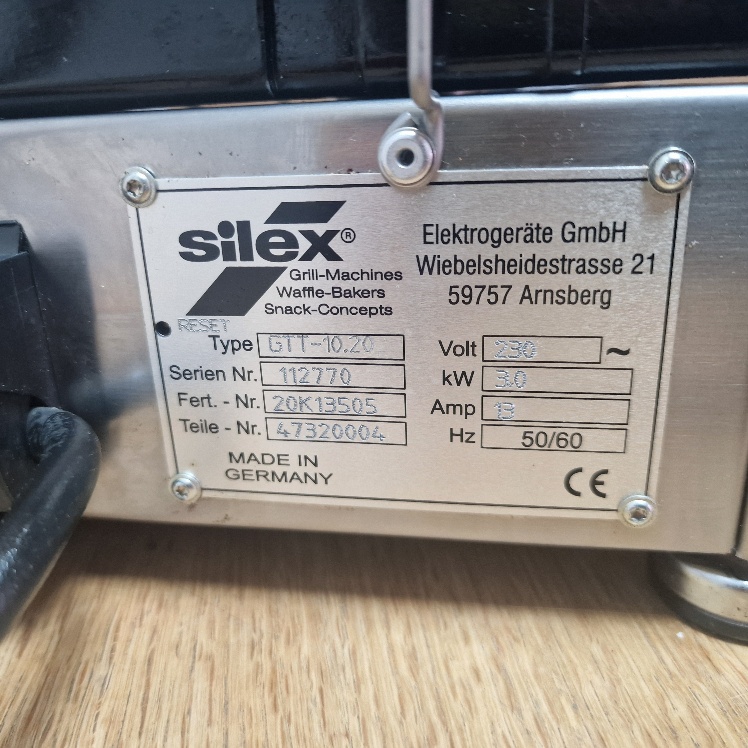 silex®
Grill-Machines
Waffle-Bakers
Snack-Concepts
Elektrogeräte GmbH
Wiebelsheidestrasse 21
59757 Arnsberg
RESET
Type GTT-10.20
Serien Nr. 112770
Fert. - Nr. 20K13505
Teile - Nr. 47320004
MADE IN
GERMANY
Volt 230 ~
kW 3.0
Amp 13
Hz 50/60
CE